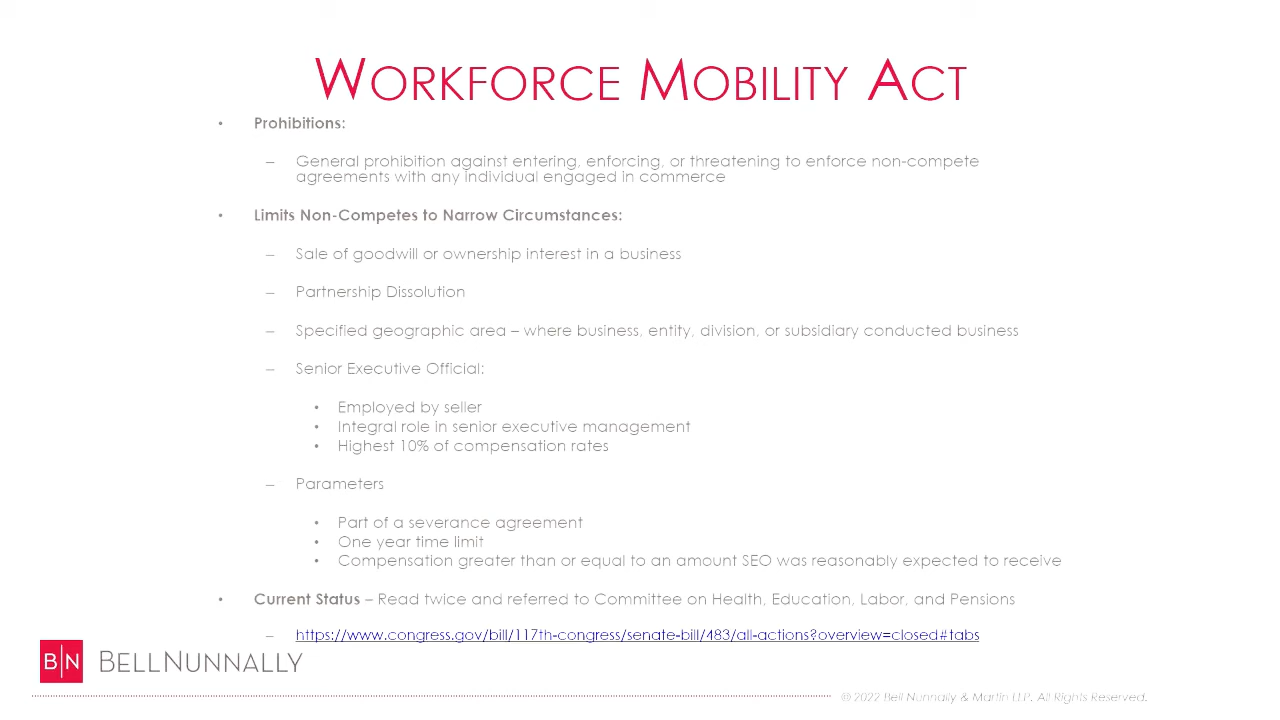 WORKFORCE MOBILITY ACT
• Prohibitions:
– General prohibition against entering, enforcing, or threatening to enforce non-compete
agreements with any individual engaged in commerce
• Limits Non-Competes to Narrow Circumstances:
– Sale of goodwill or ownership interest in a business
– Partnership Dissolution
– Specified geographic area – where business, entity, division, or subsidiary conducted business
– Senior Executive Official:
• Employed by seller
• Integral role in senior executive management
• Highest 10% of compensation rates
– Parameters
• Part of a severance agreement
• One year time limit
• Compensation greater than or equal to an amount SEO was reasonably expected to receive
• Current Status – Read twice and referred to Committee on Health, Education, Labor, and Pensions
– https://www.congress.gov/bill/117th-congress/senate-bill/483/all-actions?overview=closed#tabs
B|N BELLNUNNALLY
© 2022 Bell Nunnally & Martin LLP. All Rights Reserved.